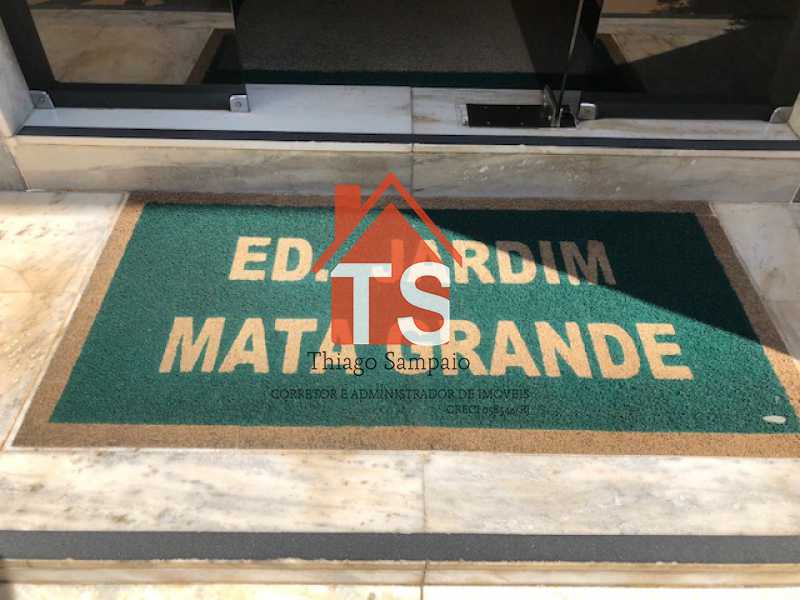 ED. JARDIM
TS
MATA GRANDE
Thiago Sampaio
CORRETOR E ADMINISTRADOR DE IMÓVEIS